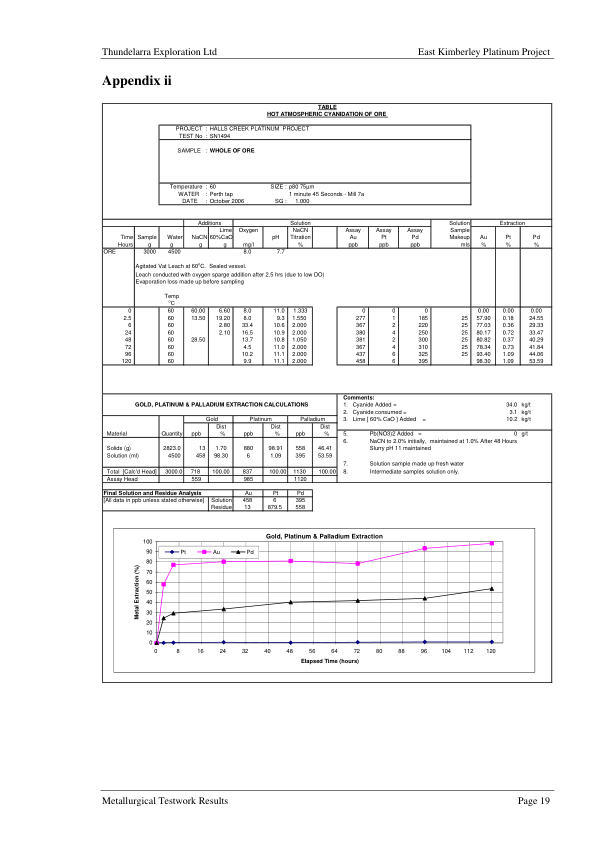 Thundelarra Exploration Ltd East Kimberley Platinum Project
Appendix ii
TABLE
HOT ATMOSPHERIC CYANIDATION OF ORE
PROJECT : HALLS CREEK PLATINUM PROJECT
TEST No : SN1494
SAMPLE : WHOLE OF ORE
Temperature : 60 SIZE : p80 75µm
WATER : Perth tap 1 minute 45 Seconds - Mill 7a
DATE : October 2006 SG : 1.000
Additions Solution Solution Extraction
Lime Oxygen NaCN Assay Assay Assay Sample
Time Sample Water NaCN 60%CaO pH Titration Au Pt Pd Makeup Au Pt Pd
Hours g g g g mg/l % ppb ppb ppb mls % % %
ORE 3000 4500 8.0 7.7
Agitated Vat Leach at 60°C. Sealed vessel.
Leach conducted with oxygen sparge addition after 2.5 hrs (due to low DO)
Evaporation loss made up before sampling
Temp
°C
0 60 60.00 6.60 8.0 11.0 1.333 0 0 0 0.00 0.00 0.00
2.5 60 13.50 19.20 8.0 9.3 1.550 277 1 185 25 57.90 0.18 24.55
6 60 2.80 33.4 10.6 2.000 367 2 220 25 77.03 0.36 29.33
24 60 2.10 16.5 10.9 2.000 380 4 250 25 80.17 0.72 33.47
48 60 28.50 13.7 10.8 1.050 381 2 300 25 80.82 0.37 40.29
72 60 4.5 11.0 2.000 367 4 310 25 78.34 0.73 41.84
96 60 10.2 11.1 2.000 437 6 325 25 93.40 1.09 44.06
120 60 9.9 11.1 2.000 458 6 395 98.30 1.09 53.59
GOLD, PLATINUM & PALLADIUM EXTRACTION CALCULATIONS
Gold Platinum Palladium
Dist Dist Dist
Material Quantity ppb % ppb % ppb %
Solids (g) 2823.0 13 1.70 880 98.91 558 46.41
Solution (ml) 4500 458 98.30 6 1.09 395 53.59
Total [Calc'd Head] 3000.0 718 100.00 837 100.00 1130 100.00
Assay Head 559 985 1120
Comments:
1. Cyanide Added = 34.0 kg/t
2. Cyanide consumed = 3.1 kg/t
3. Lime [ 60% CaO ] Added = 10.2 kg/t
5. Pb(NO3)2 Added = 0 g/t
6. NaCN to 2.0% initially, maintained at 1.0% After 48 Hours
Slurry pH 11 maintained
7. Solution sample made up fresh water
8. Intermediate samples solution only.
Final Solution and Residue Analysis Au Pt Pd
[All data in ppb unless stated otherwise] Solution 458 6 395
Residue 13 879.5 558
Gold, Platinum & Palladium Extraction
Pt Au Pd
Metal Extraction (%)
100
90
80
70
60
50
40
30
20
10
0
0 8 16 24 32 40 48 56 64 72 80 88 96 104 112 120
Elapsed Time (hours)
Metallurgical Testwork Results Page 19